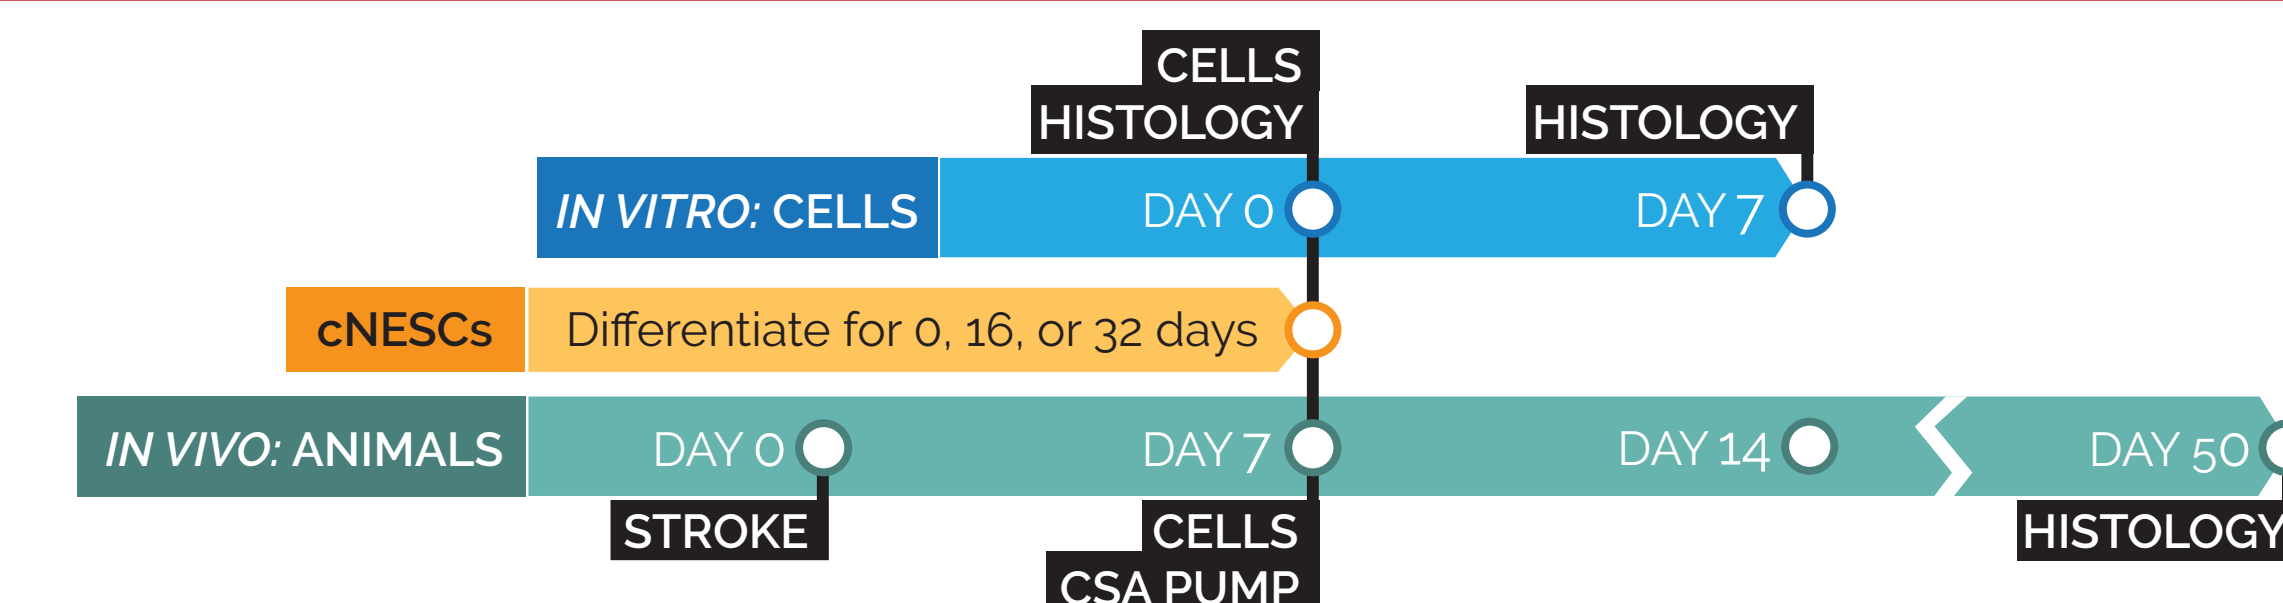 CELLS
HISTOLOGY
HISTOLOGY
IN VITRO: CELLS
DAY 0
DAY 7
cNESCs
Differentiate for 0, 16, or 32 days
IN VIVO: ANIMALS
DAY 0
DAY 7
DAY 14
DAY 50
STROKE
CELLS
HISTOLOGY
CSA PUMP